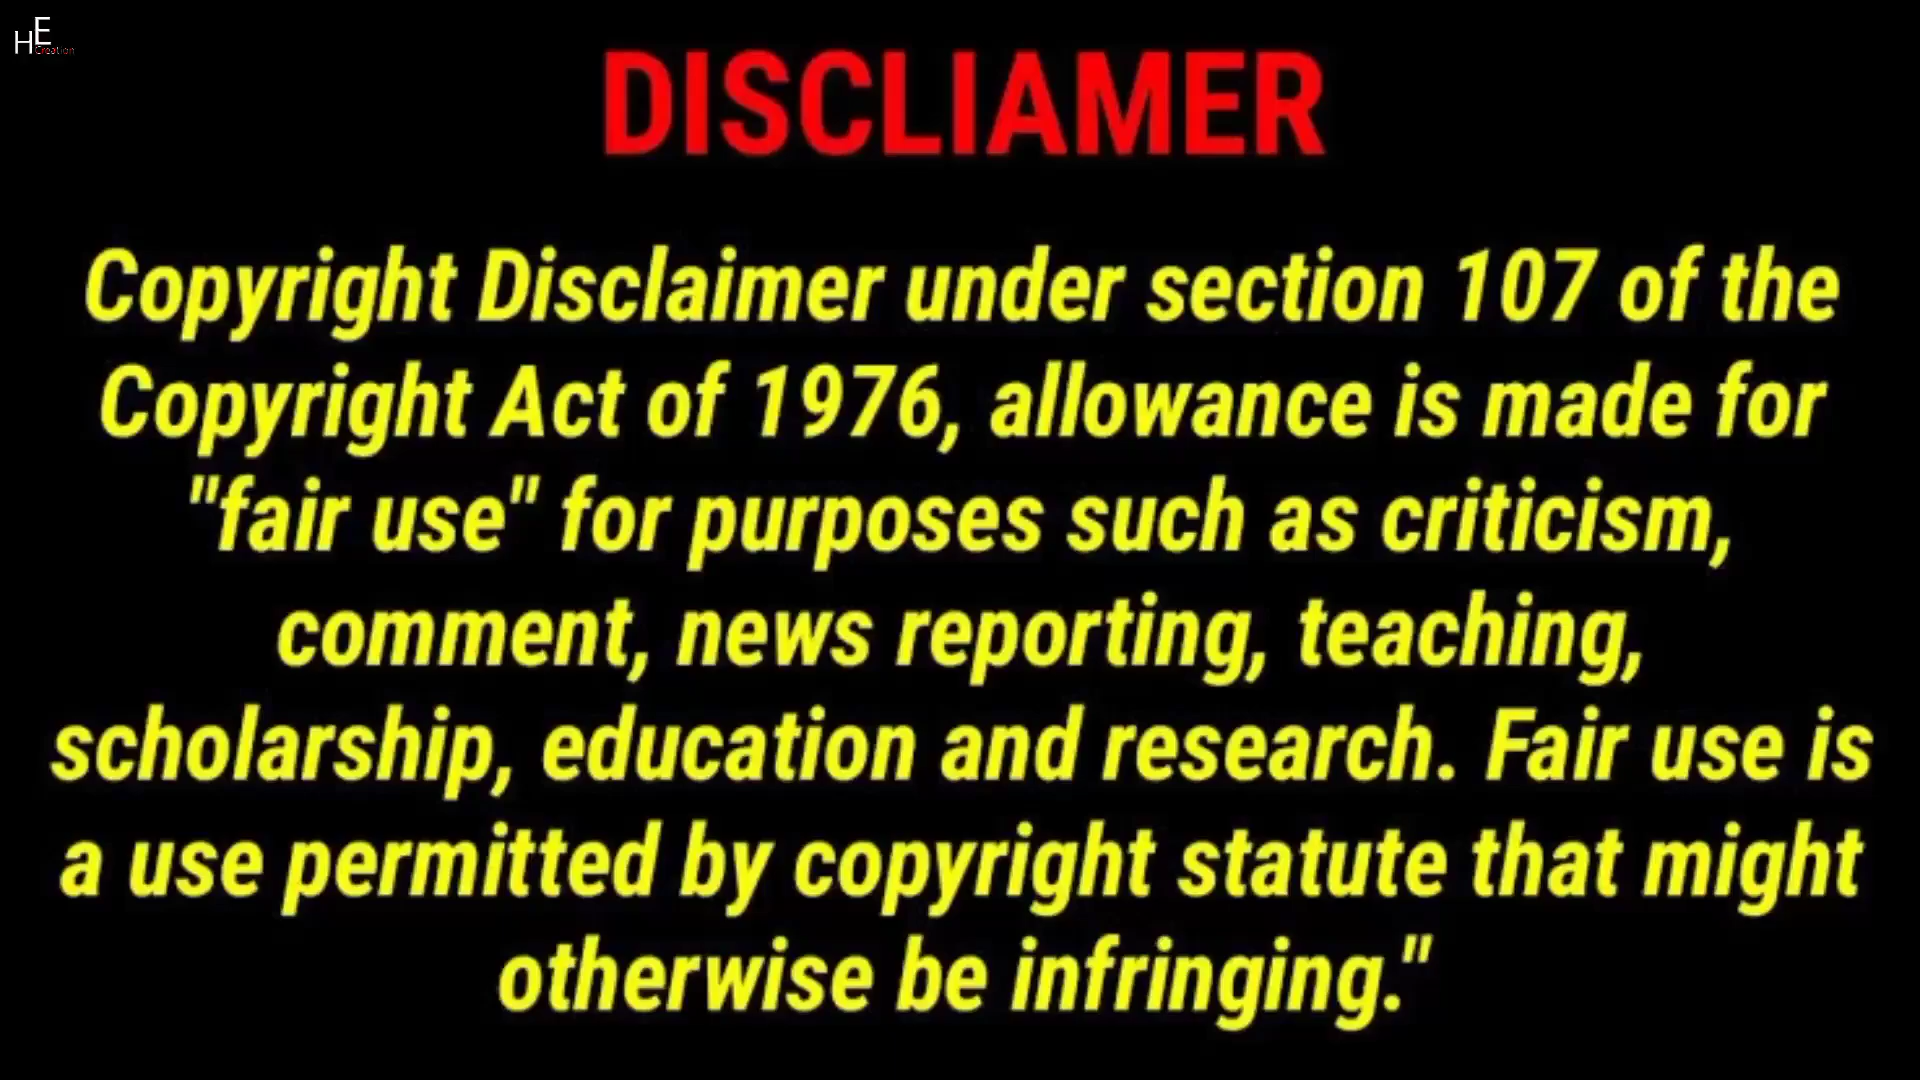 HE
Creation
DISCLIAMER
Copyright Disclaimer under section 107 of the
Copyright Act of 1976, allowance is made for
"fair use" for purposes such as criticism,
comment, news reporting, teaching,
scholarship, education and research. Fair use is
a use permitted by copyright statute that might
otherwise be infringing."